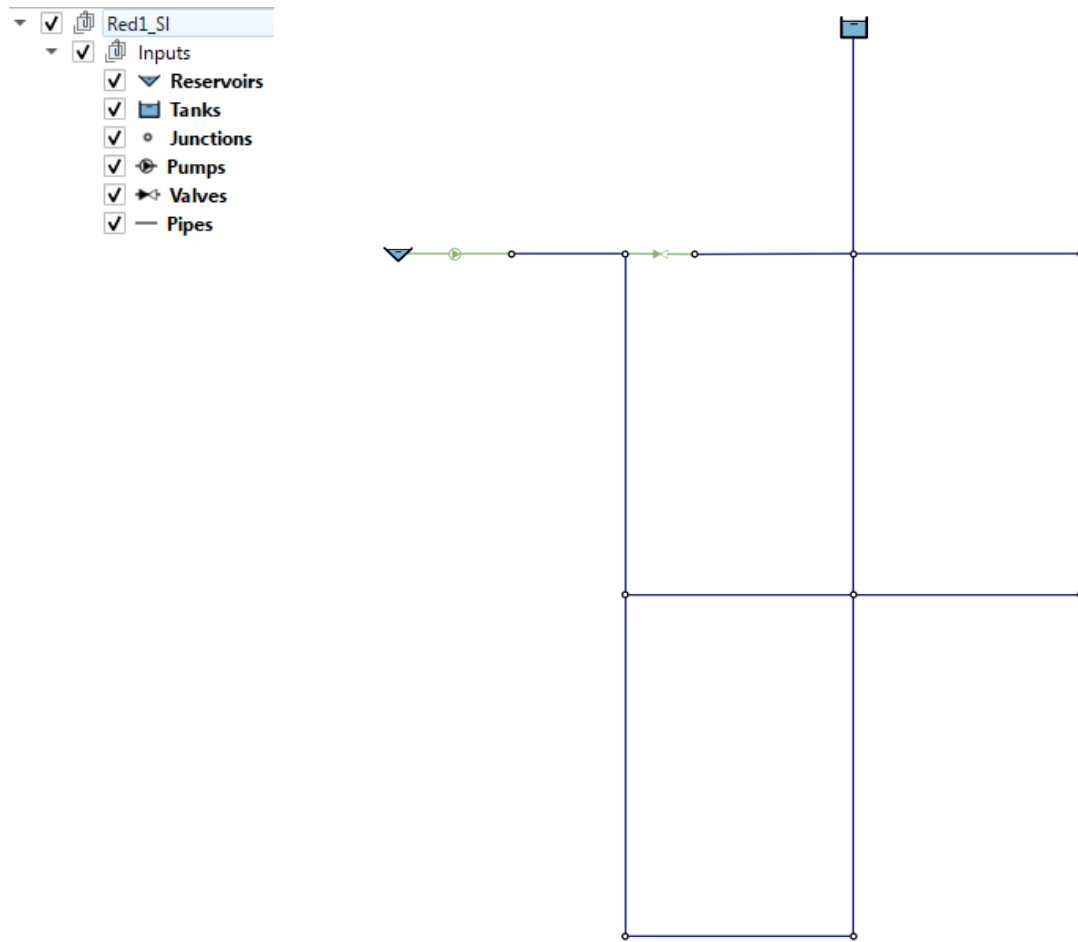 Red1_SI
Inputs
Reservoirs
Tanks
Junctions
Pumps
Valves
Pipes